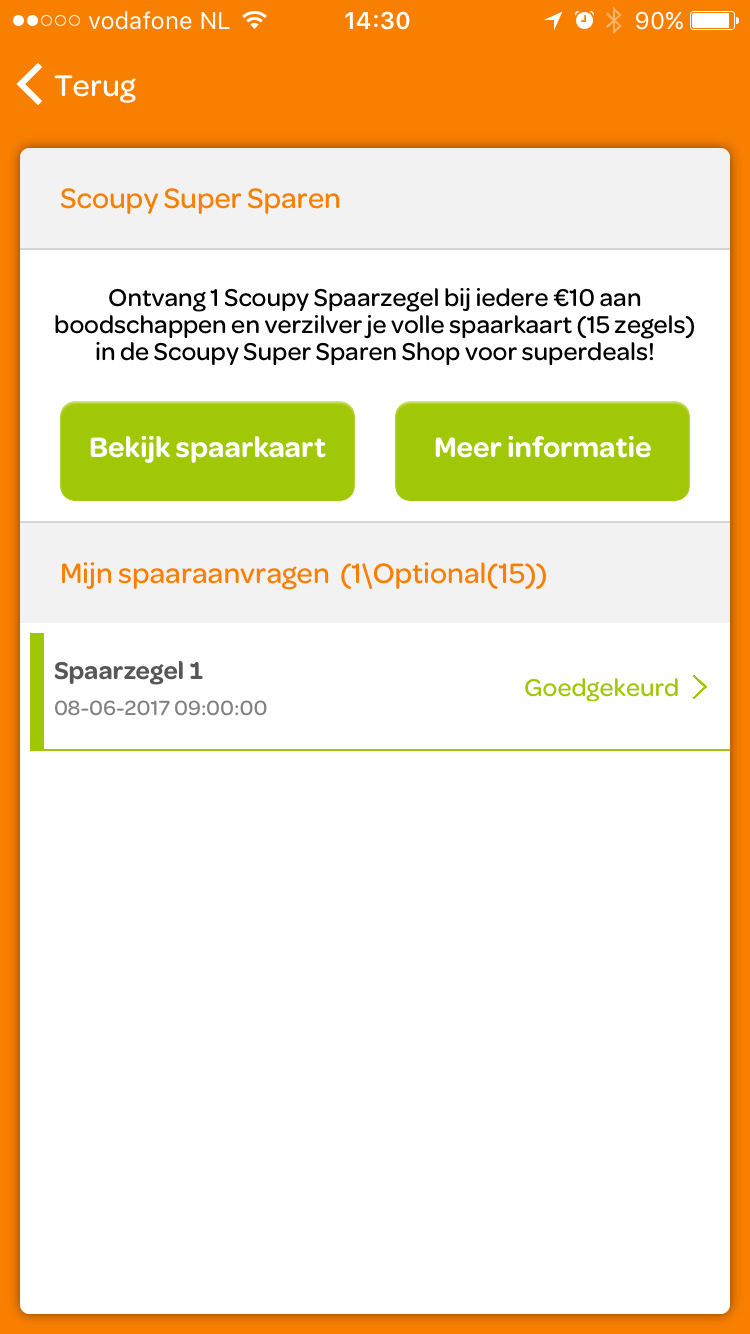 vodafone NL 14:30 90%
Terug
Scoupy Super Sparen
Ontvang 1 Scoupy Spaarzegel bij iedere €10 aan
boodschappen en verzilver je volle spaarkaart (15 zegels)
in de Scoupy Super Sparen Shop voor superdeals!
Bekijk spaarkaart Meer informatie
Mijn spaaraanvragen (1\Optional(15))
Spaarzegel 1
Goedgekeurd
08-06-2017 09:00:00